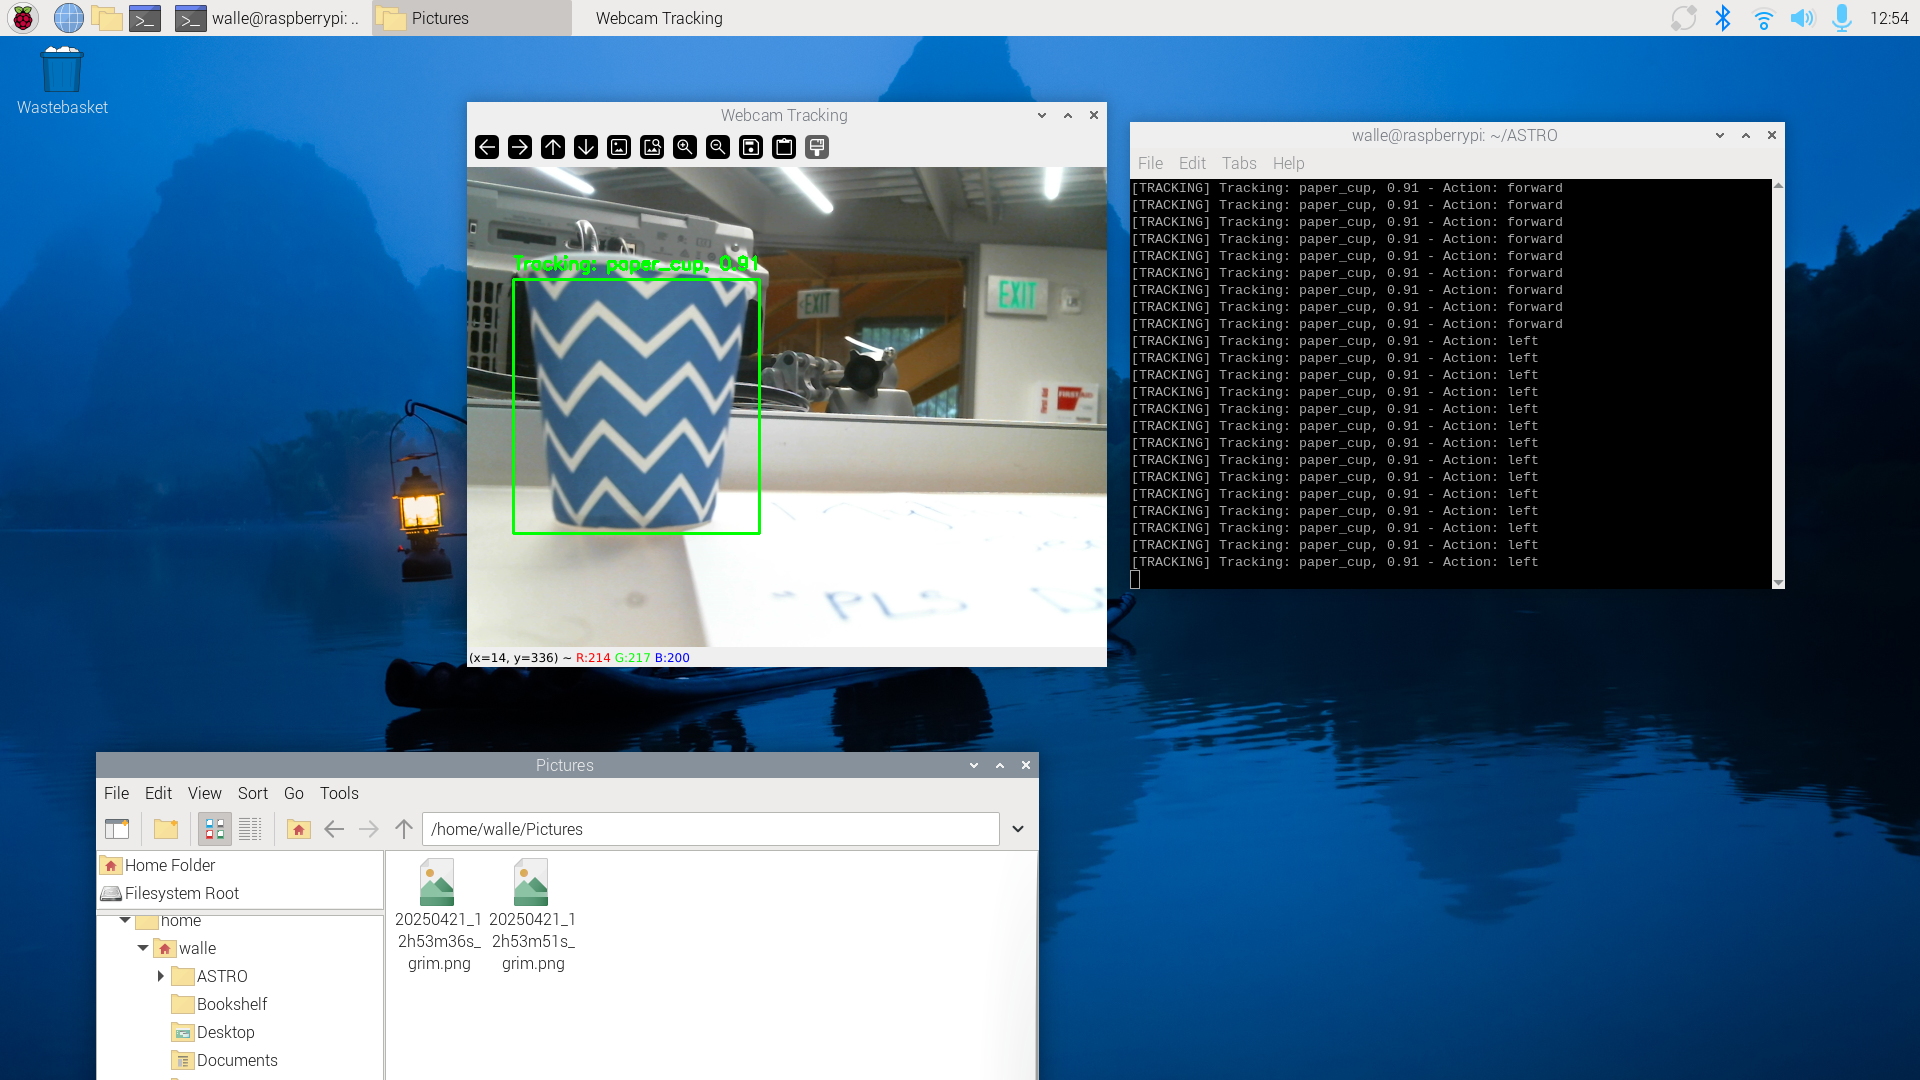 walle@raspberrypi: ..
Pictures
Webcam Tracking
12:54
Wastebasket
Webcam Tracking
Tracking: paper_cup, 0.91
EXIT
EXIT
First Aid
FIRST AID
PLS
(x=14, y=336) ~ R:214 G:217 B:200
walle@raspberrypi: ~/ASTRO
File Edit Tabs Help
[TRACKING] Tracking: paper_cup, 0.91 - Action: forward
[TRACKING] Tracking: paper_cup, 0.91 - Action: forward
[TRACKING] Tracking: paper_cup, 0.91 - Action: forward
[TRACKING] Tracking: paper_cup, 0.91 - Action: forward
[TRACKING] Tracking: paper_cup, 0.91 - Action: forward
[TRACKING] Tracking: paper_cup, 0.91 - Action: forward
[TRACKING] Tracking: paper_cup, 0.91 - Action: forward
[TRACKING] Tracking: paper_cup, 0.91 - Action: forward
[TRACKING] Tracking: paper_cup, 0.91 - Action: forward
[TRACKING] Tracking: paper_cup, 0.91 - Action: left
[TRACKING] Tracking: paper_cup, 0.91 - Action: left
[TRACKING] Tracking: paper_cup, 0.91 - Action: left
[TRACKING] Tracking: paper_cup, 0.91 - Action: left
[TRACKING] Tracking: paper_cup, 0.91 - Action: left
[TRACKING] Tracking: paper_cup, 0.91 - Action: left
[TRACKING] Tracking: paper_cup, 0.91 - Action: left
[TRACKING] Tracking: paper_cup, 0.91 - Action: left
[TRACKING] Tracking: paper_cup, 0.91 - Action: left
[TRACKING] Tracking: paper_cup, 0.91 - Action: left
[TRACKING] Tracking: paper_cup, 0.91 - Action: left
[TRACKING] Tracking: paper_cup, 0.91 - Action: left
[TRACKING] Tracking: paper_cup, 0.91 - Action: left
[TRACKING] Tracking: paper_cup, 0.91 - Action: left
Pictures
File Edit View Sort Go Tools
/home/walle/Pictures
Home Folder
Filesystem Root
home
walle
ASTRO
Bookshelf
Desktop
Documents
20250421_1
2h53m36s_
grim.png
20250421_1
2h53m51s_
grim.png